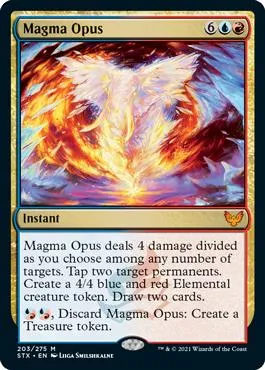 Magma Opus 6
Instant
Magma Opus deals 4 damage divided
as you choose among any number of
targets. Tap two target permanents.
Create a 4/4 blue and red Elemental
creature token. Draw two cards.
, Discard Magma Opus: Create a
Treasure token.
203/275 M
STX • EN LIIGA SMILSHKALNE
™ & © 2021 Wizards of the Coast